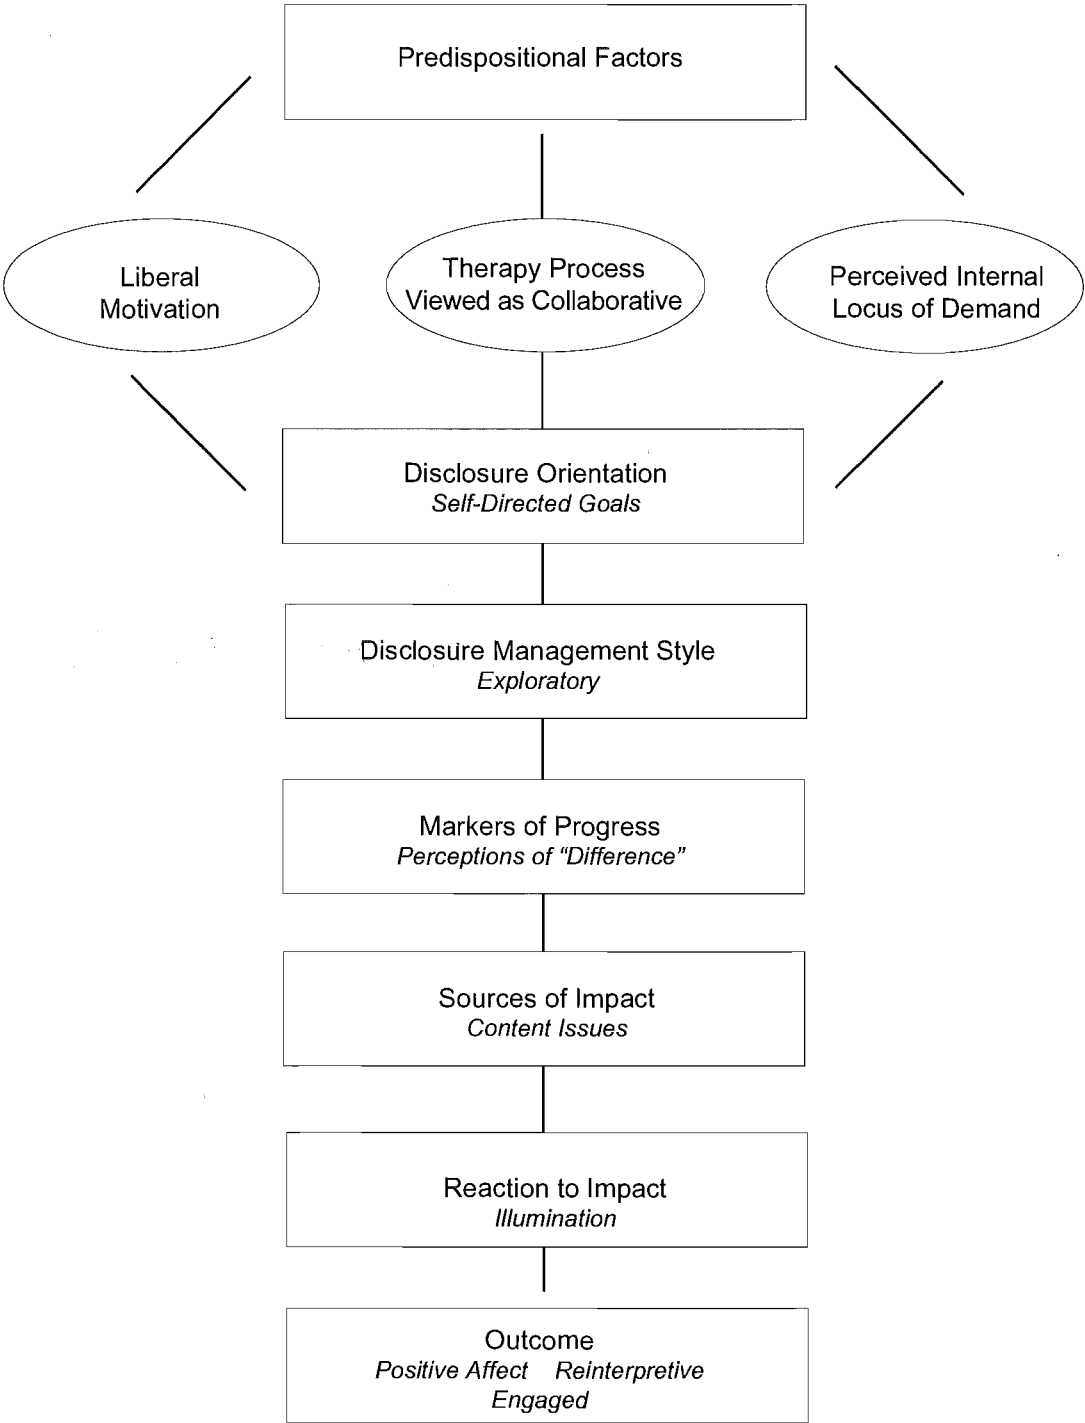 Predispositional Factors
Liberal
Motivation
Therapy Process
Viewed as Collaborative
Perceived Internal
Locus of Demand
Disclosure Orientation
Self-Directed Goals
Disclosure Management Style
Exploratory
Markers of Progress
Perceptions of “Difference”
Sources of Impact
Content Issues
Reaction to Impact
Illumination
Outcome
Positive Affect Reinterpretive
Engaged